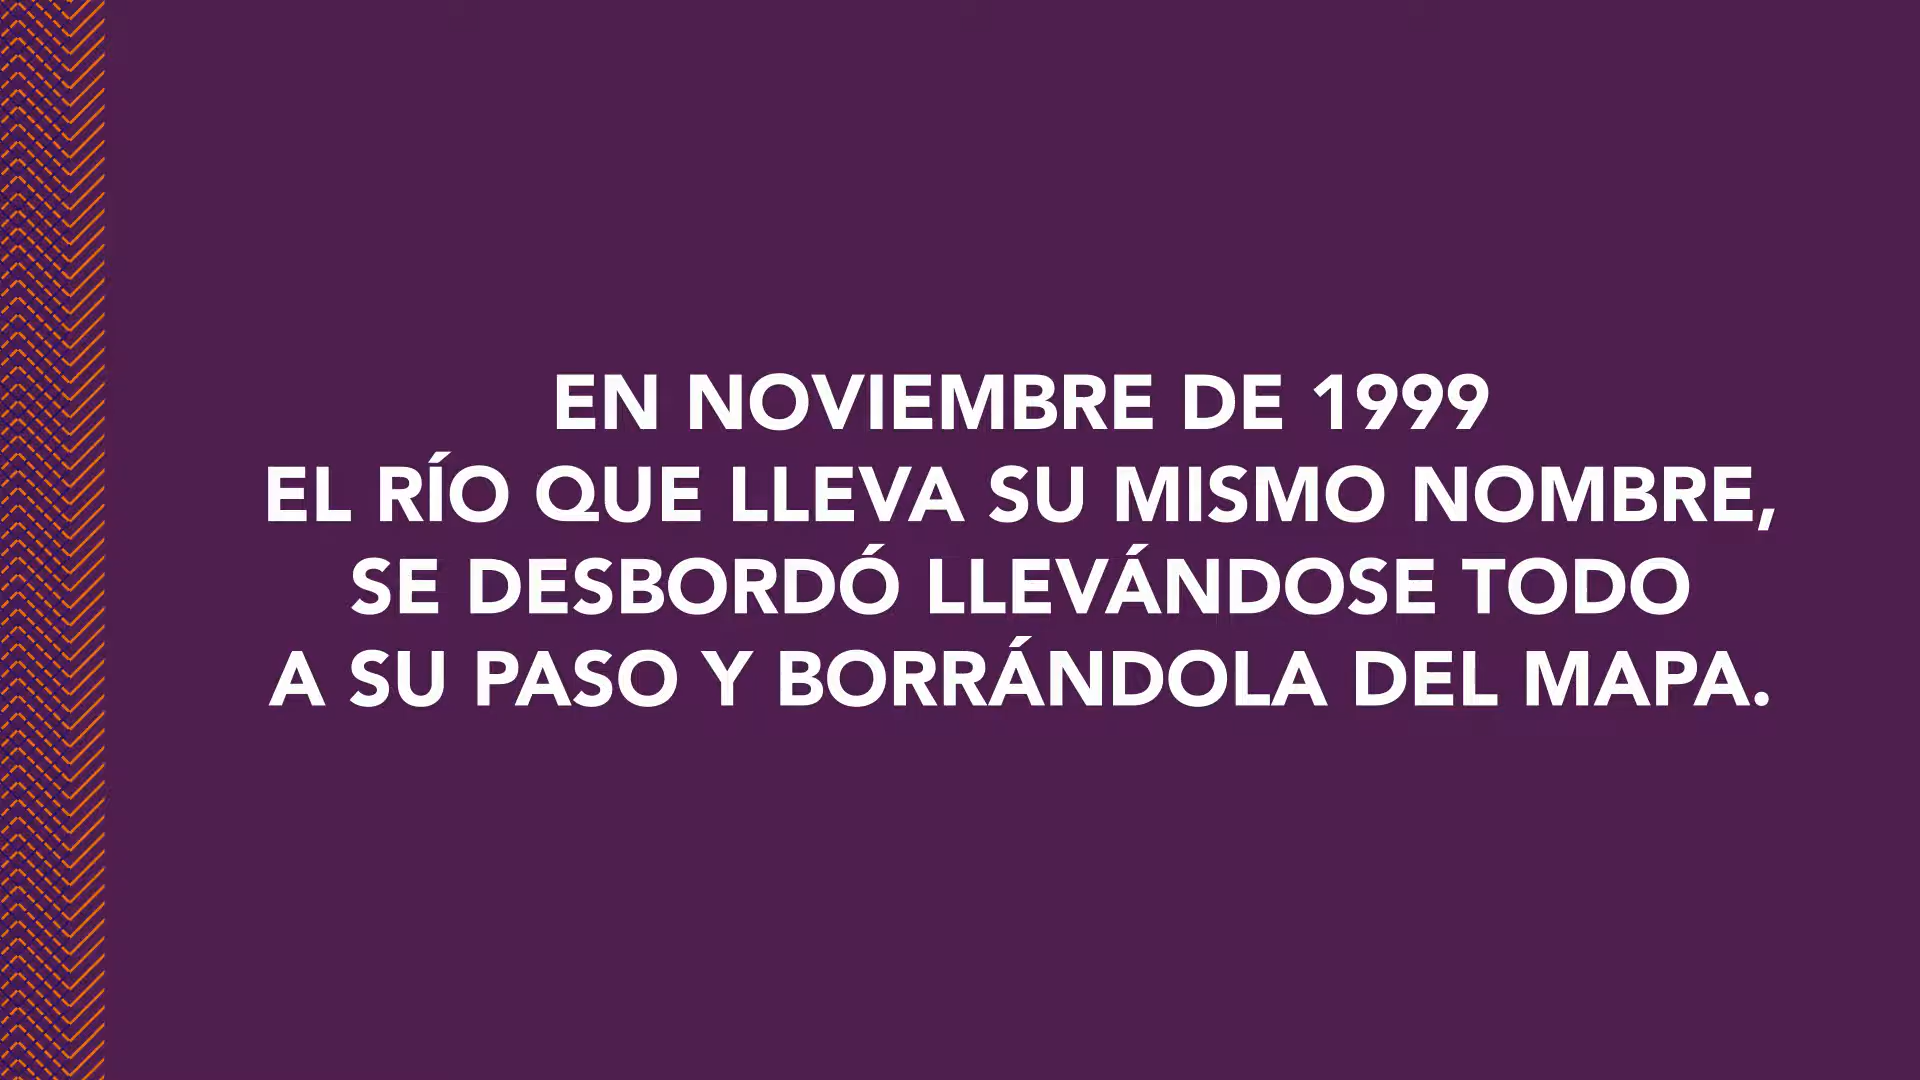 EN NOVIEMBRE DE 1999
EL RÍO QUE LLEVA SU MISMO NOMBRE,
SE DESBORDÓ LLEVÁNDOSE TODO
A SU PASO Y BORRÁNDOLA DEL MAPA.